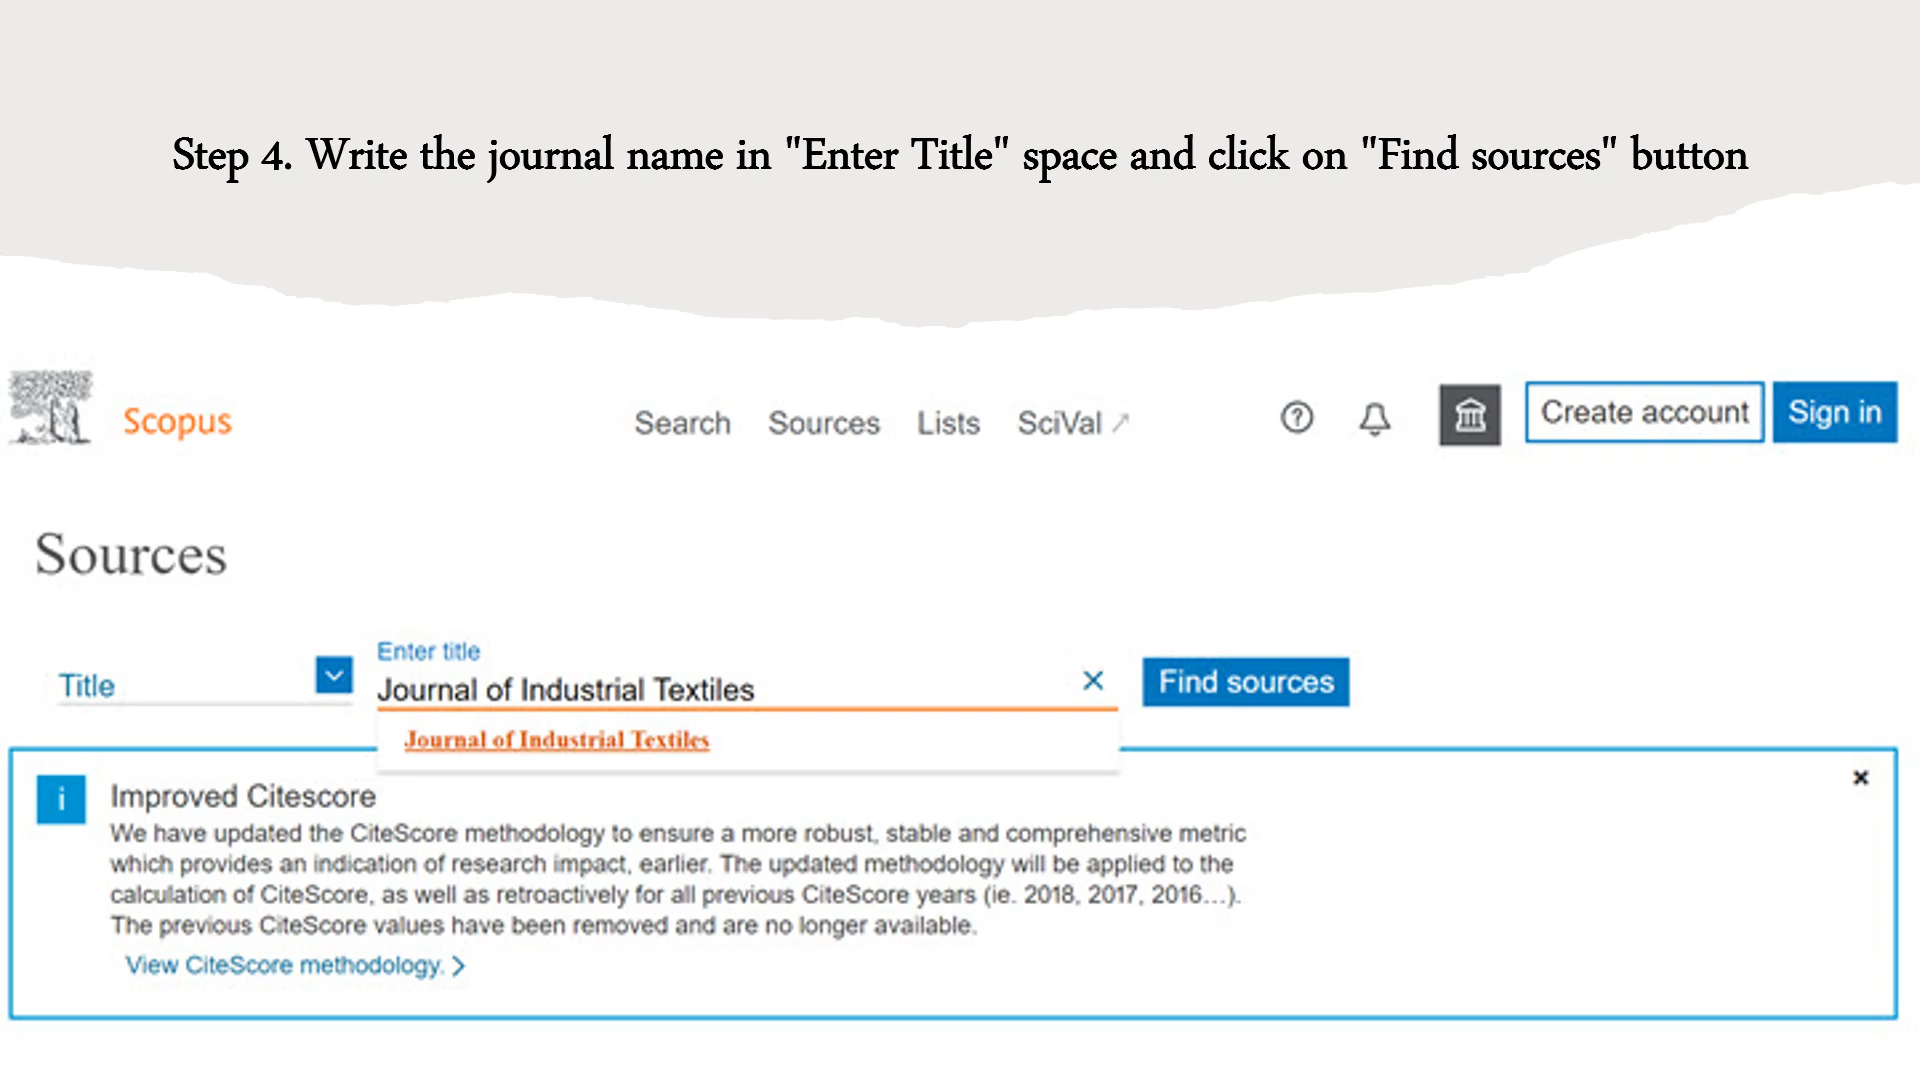 Step 4. Write the journal name in "Enter Title" space and click on "Find sources" button
Scopus
Search Sources Lists SciVal
Create account Sign in
Sources
Enter title
Title Journal of Industrial Textiles Find sources
Journal of Industrial Textiles
Improved Citescore
We have updated the CiteScore methodology to ensure a more robust, stable and comprehensive metric
which provides an indication of research impact, earlier. The updated methodology will be applied to the
calculation of CiteScore, as well as retroactively for all previous CiteScore years (ie. 2018, 2017, 2016...).
The previous CiteScore values have been removed and are no longer available.
View CiteScore methodology.